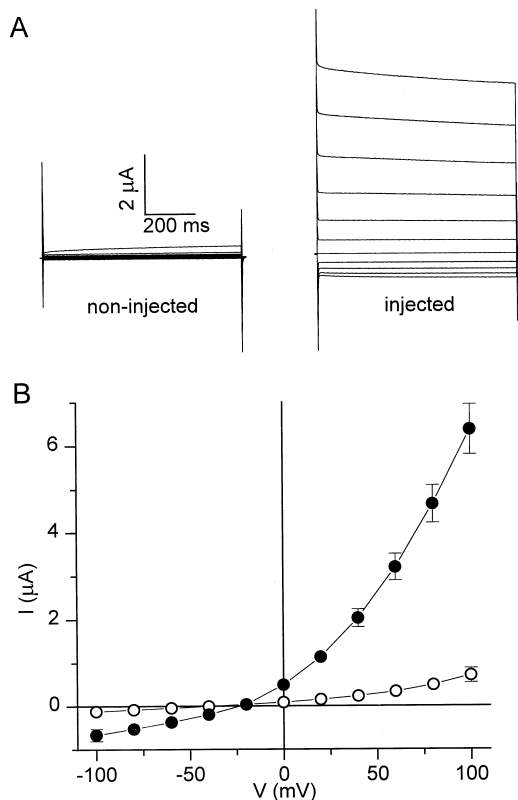 A
2 μA
200 ms
non-injected
injected
B
6
4
2
0
I (μA)
-100
-50
0
50
100
V (mV)